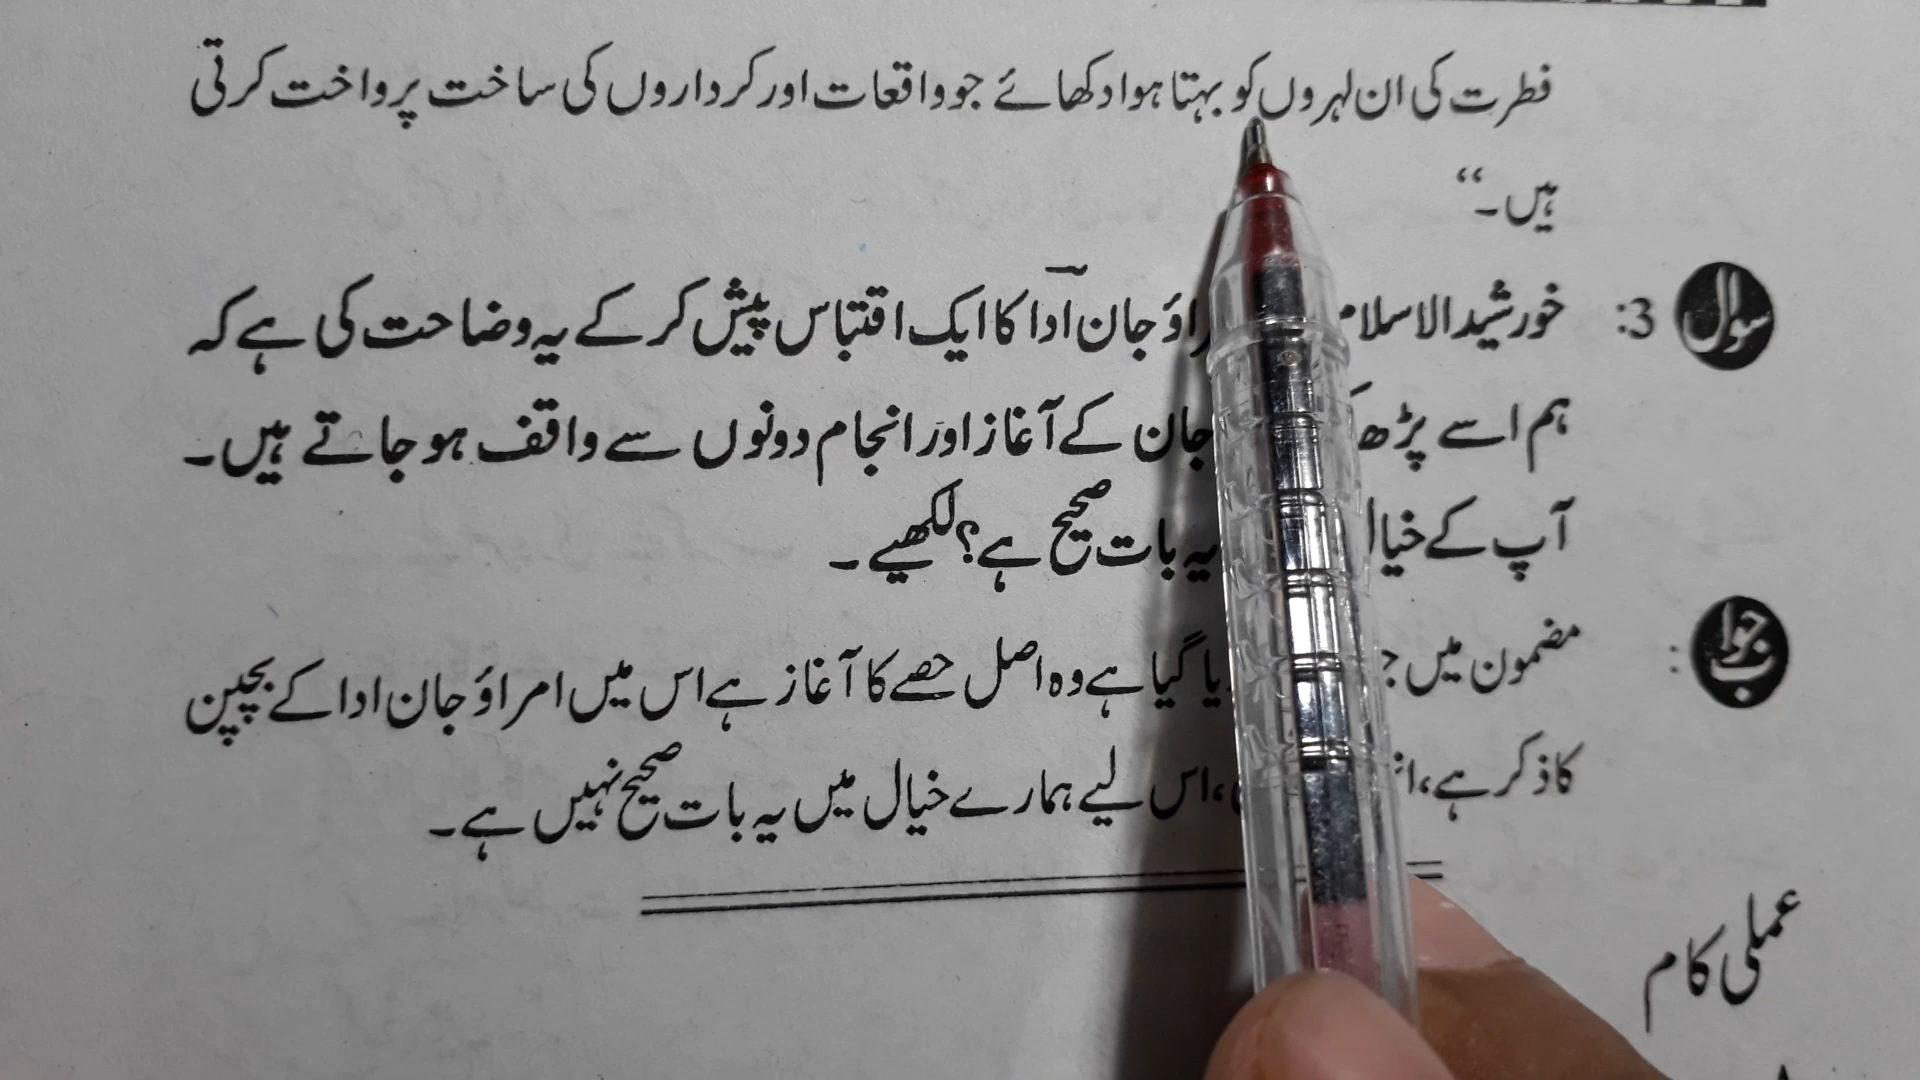 فطرت کی ان لہروں کو بہتا ہوا دکھائے جو واقعات اور کرداروں کی ساخت پرواخت کرتی
ہیں۔“
سوال 3: خورشید الاسلام راؤ جان آدا کا ایک اقتباس پیش کر کے یہ وضاحت کی ہے کہ
ہم اسے پڑھ جان کے آغاز اور انجام دونوں سے واقف ہو جاتے ہیں۔
آپ کے خیال یہ بات صحیح ہے؟ لکھیے۔
جواب : مضمون میں گیا ہے وہ اصل حصے کا آغاز ہے اس میں امراؤ جان ادا کے بچپن
کا ذکر ہے، اس لیے ہمارے خیال میں یہ بات صحیح نہیں ہے۔
عملی کام